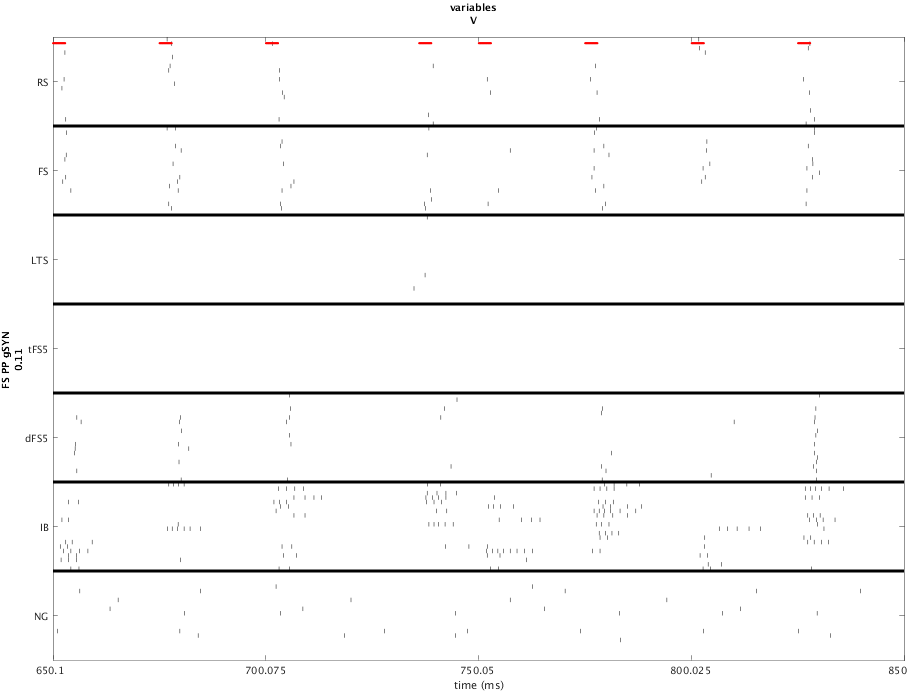 variables
V
RS
FS
LTS
tFS5
dFS5
IB
NG
FS PP gSYN
0.11
650.1
700.075
750.05
800.025
850
time (ms)